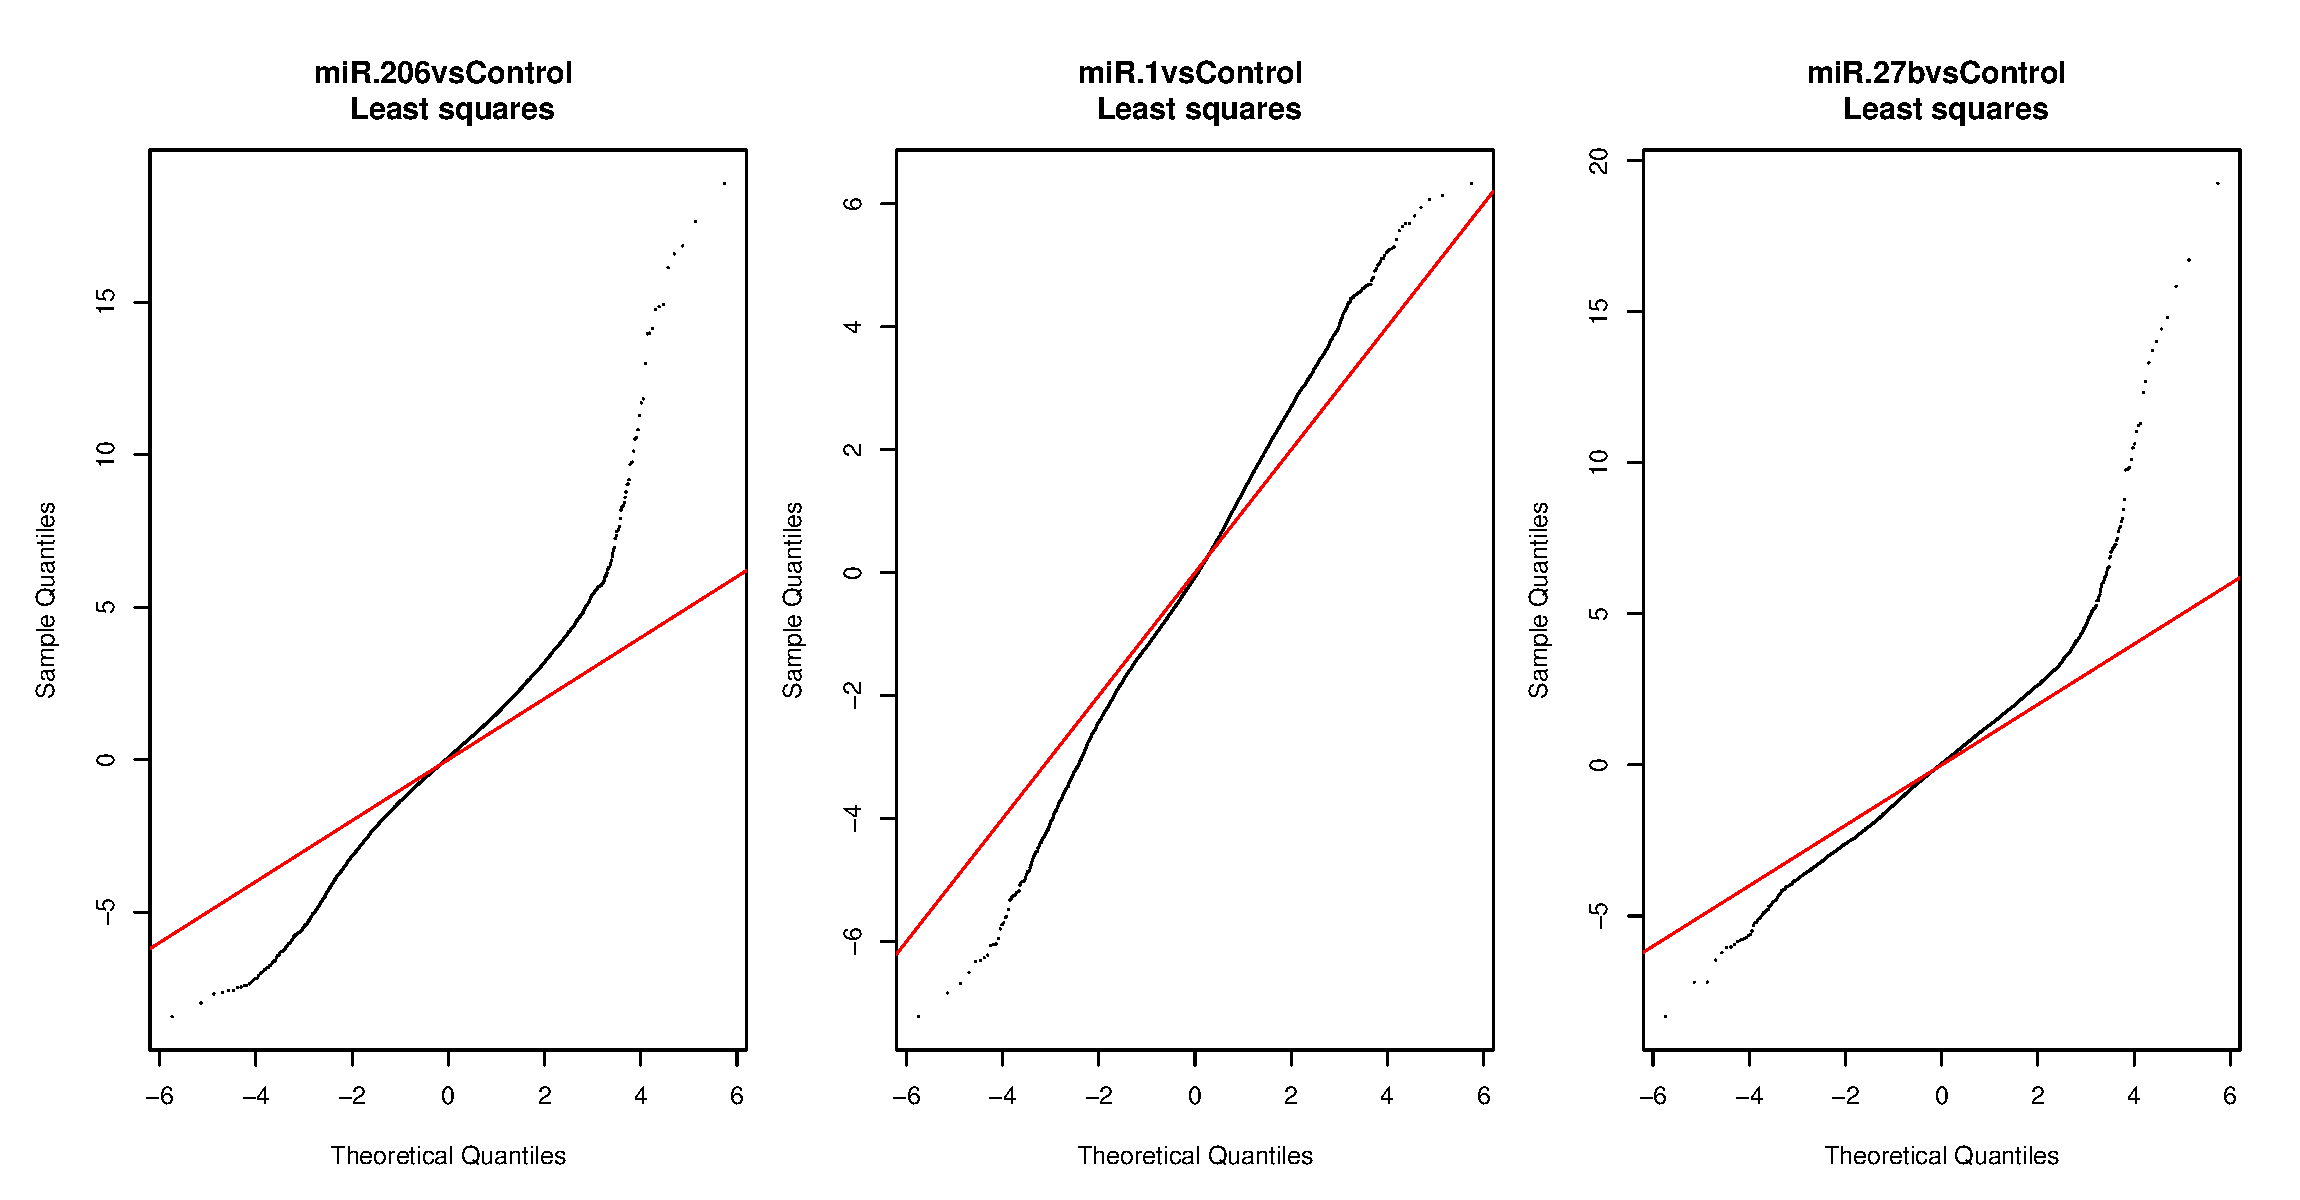 miR.206vsControl
Least squares
Sample Quantiles
15
10
5
0
−5
−6 −4 −2 0 2 4 6
Theoretical Quantiles
miR.1vsControl
Least squares
Sample Quantiles
6
4
2
0
−2
−4
−6
−6 −4 −2 0 2 4 6
Theoretical Quantiles
miR.27bvsControl
Least squares
Sample Quantiles
20
15
10
5
0
−5
−6 −4 −2 0 2 4 6
Theoretical Quantiles